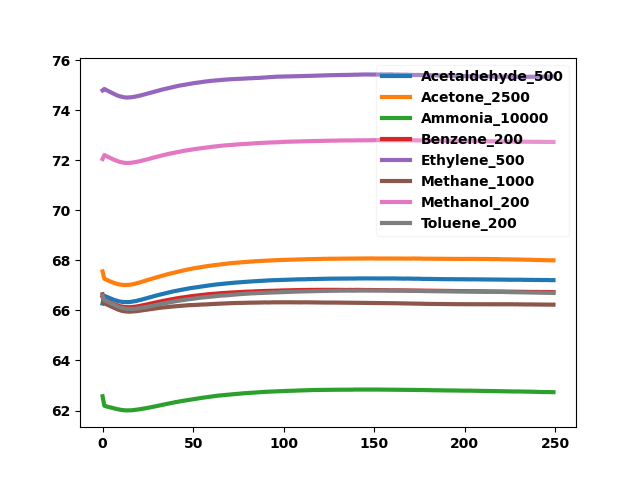 76
74
72
70
68
66
64
62
0
50
100
150
200
250
Acetaldehyde_500
Acetone_2500
Ammonia_10000
Benzene_200
Ethylene_500
Methane_1000
Methanol_200
Toluene_200